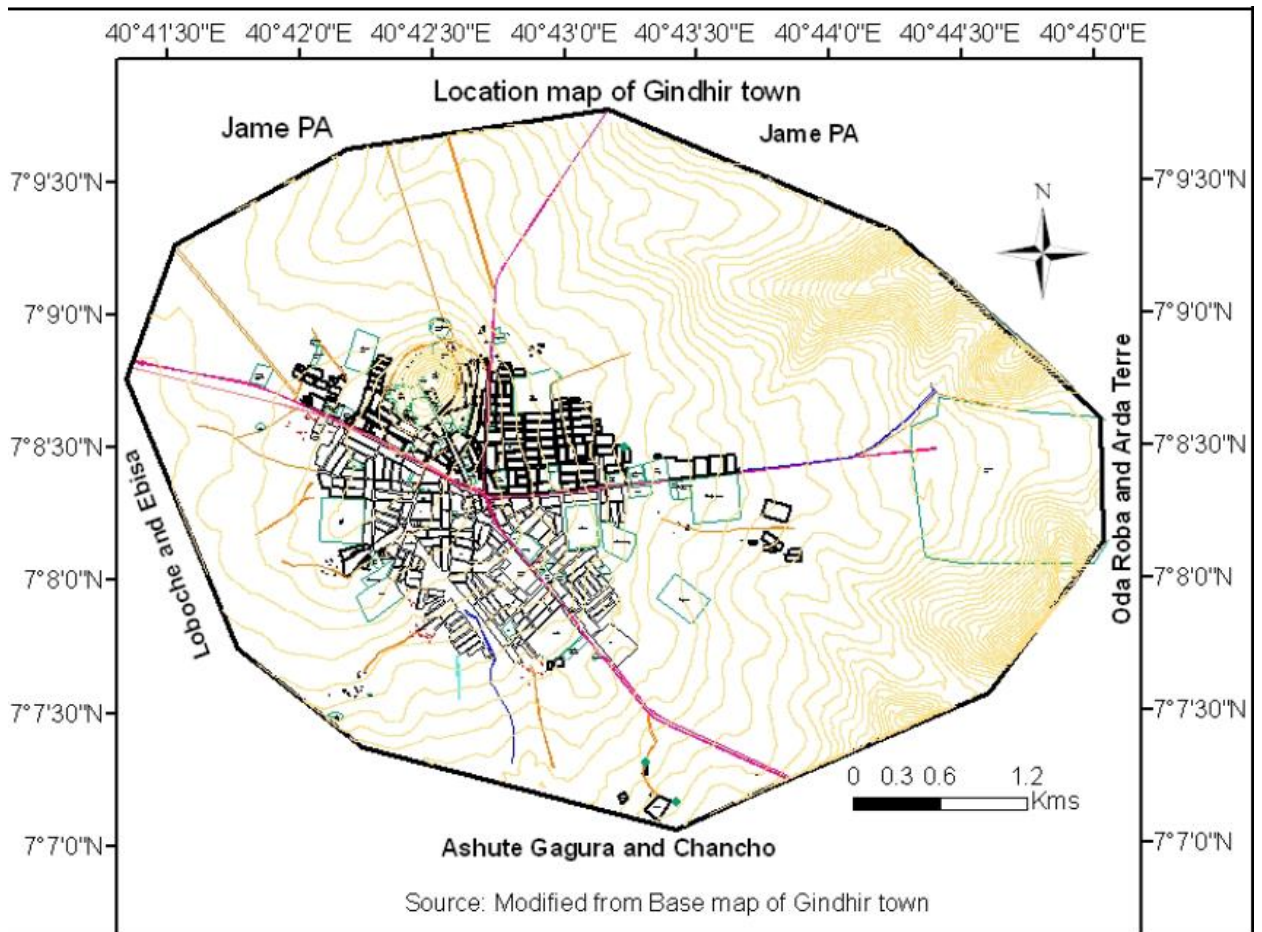 40°41'30"E 40°42'0"E 40°42'30"E 40°43'0"E 40°43'30"E 40°44'0"E 40°44'30"E 40°45'0"E
Location map of Gindhir town
Jame PA
Jame PA
7°9'30"N
7°9'30"N
N
7°9'0"N
7°9'0"N
7°8'30"N
7°8'30"N
Loboche and Ebisa
Oda Roba and Arda Terre
7°8'0"N
7°8'0"N
7°7'30"N
7°7'30"N
0 0.3 0.6 1.2
Kms
7°7'0"N
7°7'0"N
Ashute Gagura and Chancho
Source: Modified from Base map of Gindhir town